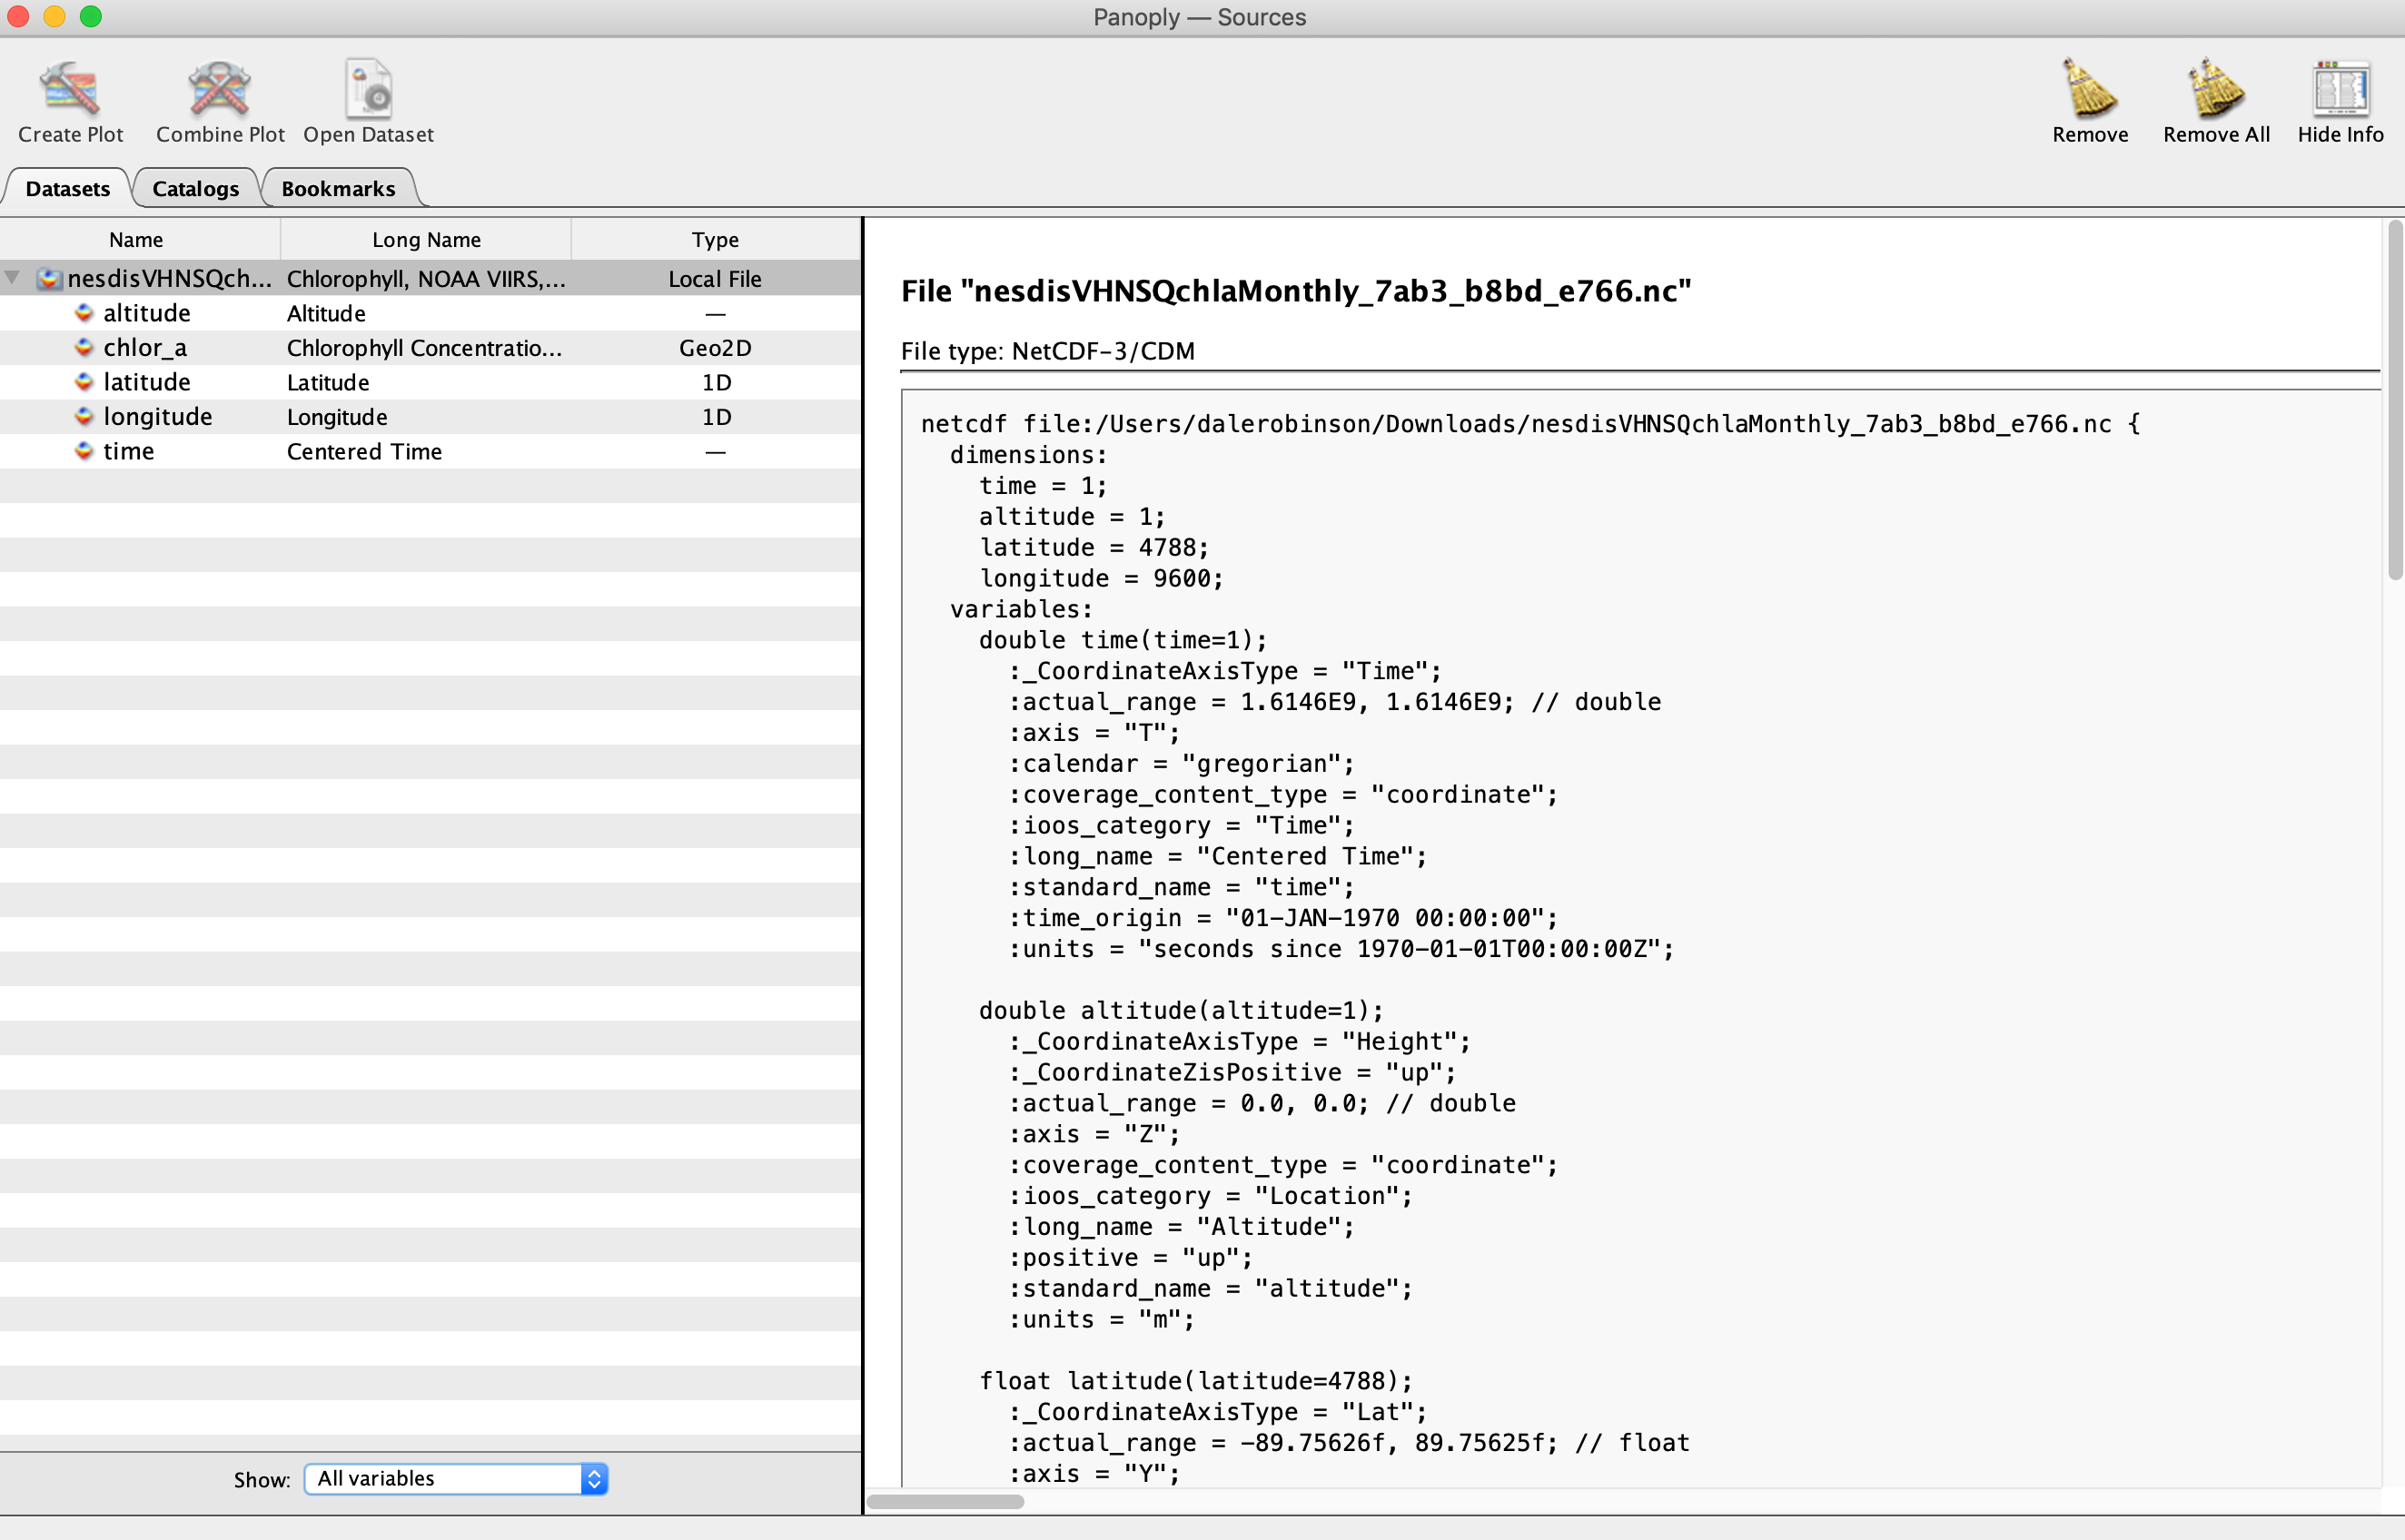 Panoply — Sources
Create Plot Combine Plot Open Dataset Remove Remove All Hide Info
Datasets Catalogs Bookmarks
Name Long Name Type
nesdisVHNSQch... Chlorophyll, NOAA VIIRS,... Local File
altitude Altitude —
chlor_a Chlorophyll Concentratio... Geo2D
latitude Latitude 1D
longitude Longitude 1D
time Centered Time —
Show: All variables
File "nesdisVHNSQchlaMonthly_7ab3_b8bd_e766.nc"
File type: NetCDF-3/CDM
netcdf file:/Users/dalerobinson/Downloads/nesdisVHNSQchlaMonthly_7ab3_b8bd_e766.nc {
dimensions:
time = 1;
altitude = 1;
latitude = 4788;
longitude = 9600;
variables:
double time(time=1);
:_CoordinateAxisType = "Time";
:actual_range = 1.6146E9, 1.6146E9; // double
:axis = "T";
:calendar = "gregorian";
:coverage_content_type = "coordinate";
:ioos_category = "Time";
:long_name = "Centered Time";
:standard_name = "time";
:time_origin = "01-JAN-1970 00:00:00";
:units = "seconds since 1970-01-01T00:00:00Z";
double altitude(altitude=1);
:_CoordinateAxisType = "Height";
:_CoordinateZisPositive = "up";
:actual_range = 0.0, 0.0; // double
:axis = "Z";
:coverage_content_type = "coordinate";
:ioos_category = "Location";
:long_name = "Altitude";
:positive = "up";
:standard_name = "altitude";
:units = "m";
float latitude(latitude=4788);
:_CoordinateAxisType = "Lat";
:actual_range = -89.75626f, 89.75625f; // float
:axis = "Y";